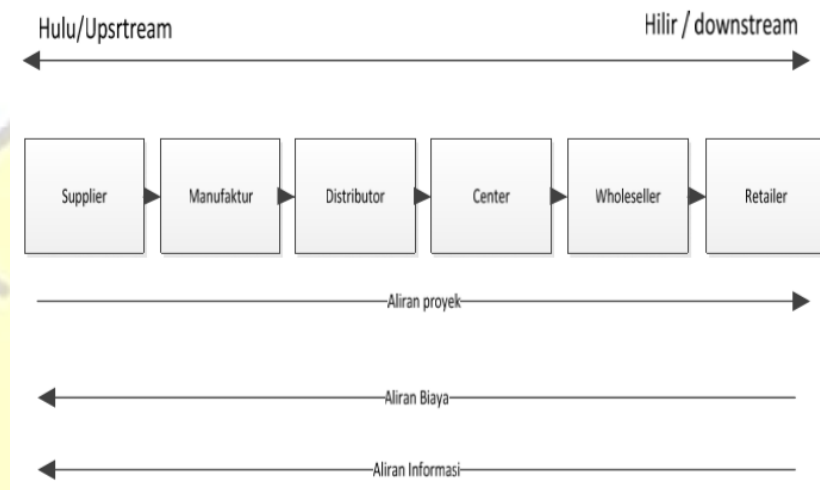 Hulu/Upsrtream
Hilir / downstream
Supplier
Manufaktur
Distributor
Center
Wholeseller
Retailer
Aliran proyek
Aliran Biaya
Aliran Informasi